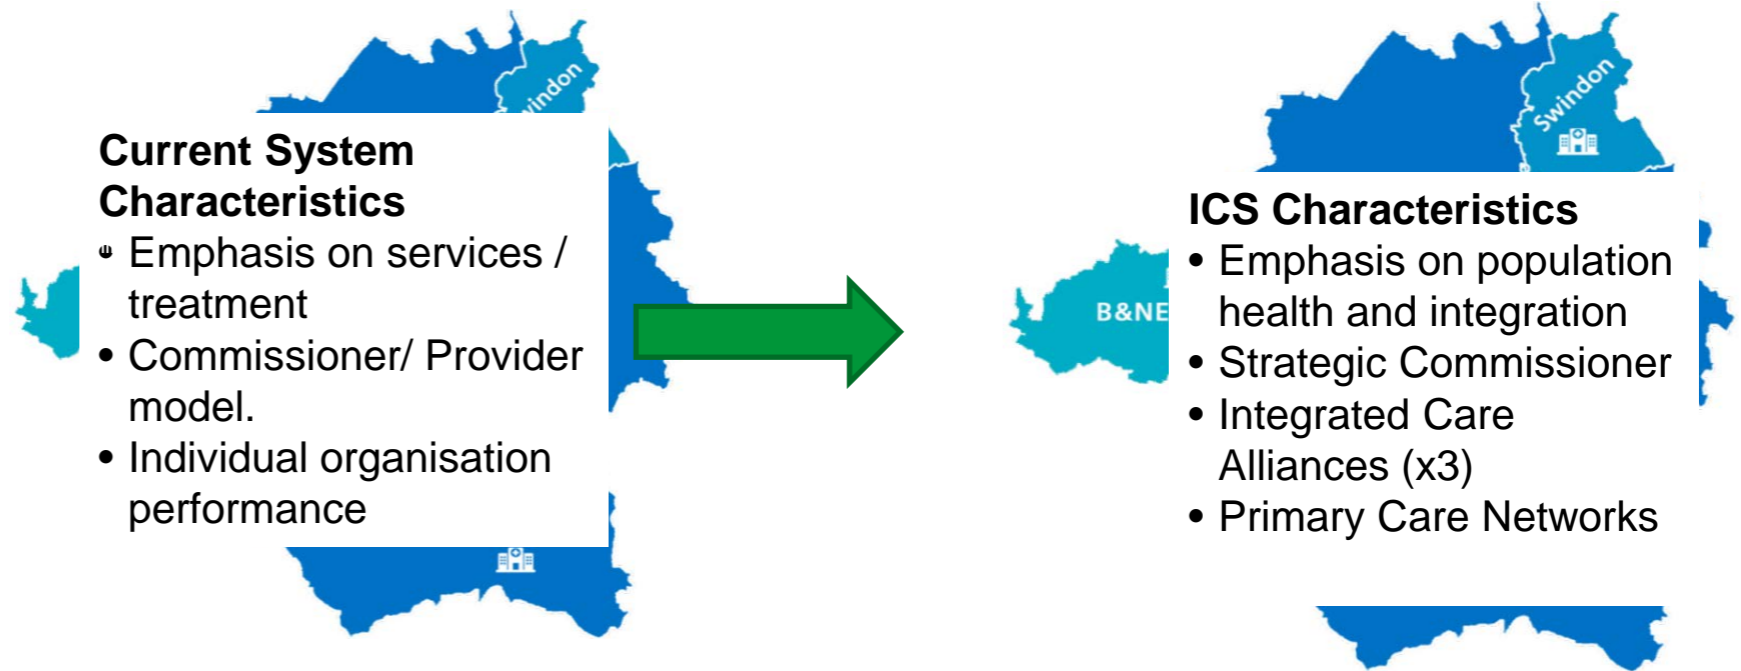 windon
Current System
Characteristics
• Emphasis on services /
treatment
• Commissioner/ Provider
model.
• Individual organisation
performance
Swindon
B&NE
ICS Characteristics
• Emphasis on population
health and integration
• Strategic Commissioner
• Integrated Care
Alliances (x3)
• Primary Care Networks